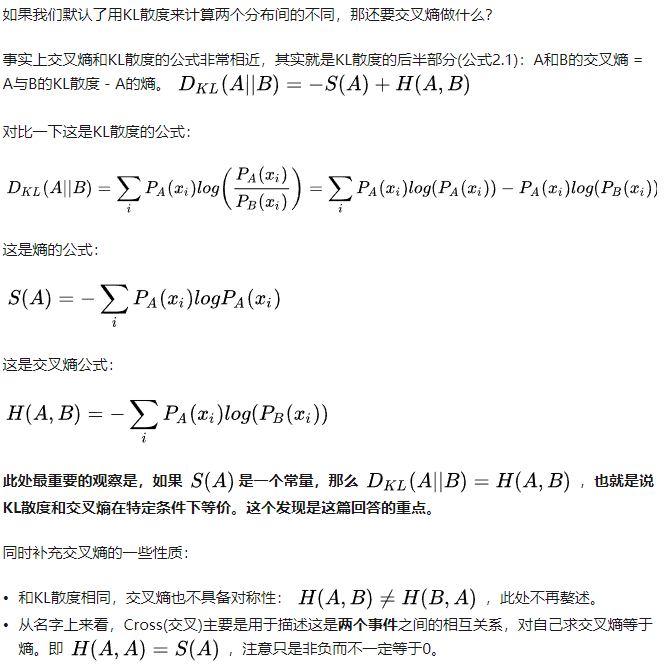 如果我们默认了用KL散度来计算两个分布间的不同，那还要交叉熵做什么？
事实上交叉熵和KL散度的公式非常相近，其实就是KL散度的后半部分(公式2.1)：A和B的交叉熵 =
A与B的KL散度 - A的熵。 D_{KL}(A||B) = -S(A) + H(A, B)
对比一下这是KL散度的公式：
D_{KL}(A||B) = \sum_i P_A(x_i)log\left(\frac{P_A(x_i)}{P_B(x_i)}\right) = \sum_i P_A(x_i)log(P_A(x_i)) - P_A(x_i)log(P_B(x_i))
这是熵的公式：
S(A) = -\sum_i P_A(x_i)logP_A(x_i)
这是交叉熵公式：
H(A, B) = -\sum_i P_A(x_i)log(P_B(x_i))
此处最重要的观察是，如果 S(A) 是一个常量，那么 D_{KL}(A||B) = H(A, B) ，也就是说
KL散度和交叉熵在特定条件下等价。这个发现是这篇回答的重点。
同时补充交叉熵的一些性质：
• 和KL散度相同，交叉熵也不具备对称性： H(A, B) ≠ H(B, A) ，此处不再赘述。
• 从名字上来看，Cross(交叉)主要是用于描述这是两个事件之间的相互关系，对自己求交叉熵等于
熵。即 H(A, A) = S(A) ，注意只是非负而不一定等于0。